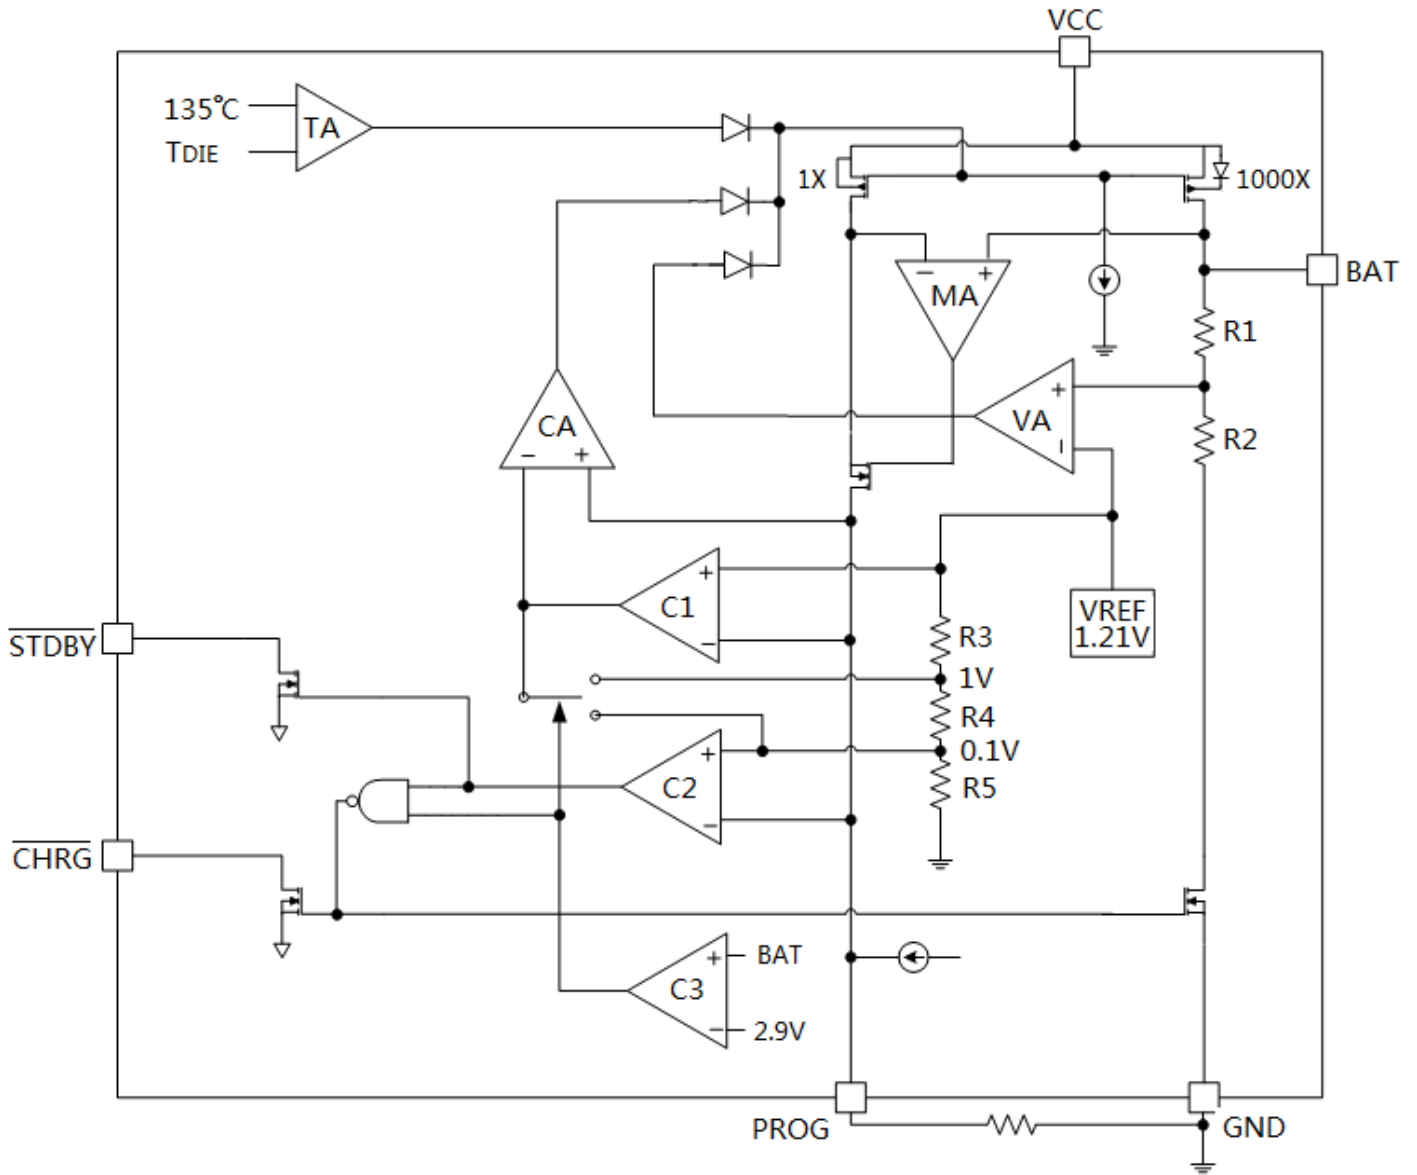 VCC
135℃
TA
TDIE
1X
1000X
− +
MA
BAT
R1
+
VA
−
R2
CA
− +
+
C1
−
VREF
1.21V
R3
STDBY
1V
R4
0.1V
+
C2
−
R5
CHRG
+
BAT
C3
−
2.9V
PROG
GND